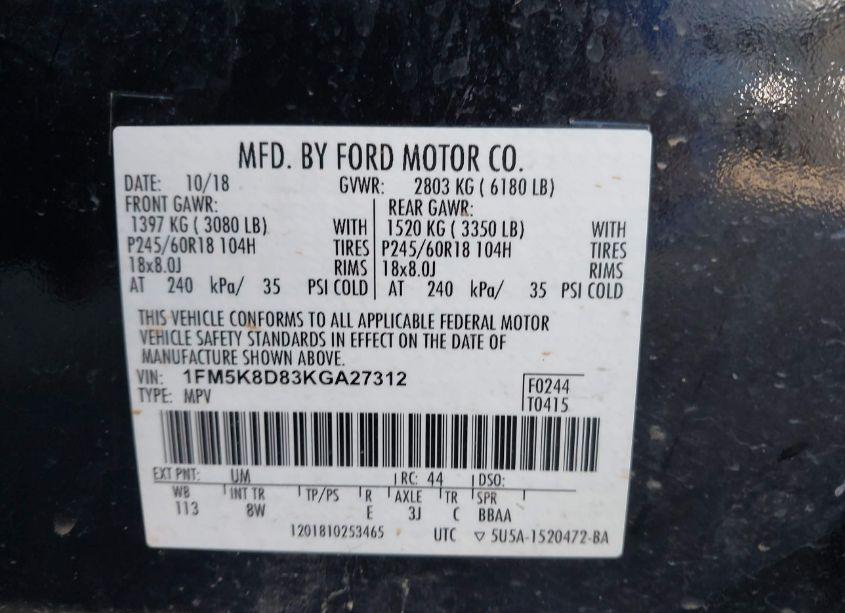 MFD. BY FORD MOTOR CO.
DATE: 10/18 GVWR: 2803 KG ( 6180 LB)
FRONT GAWR: REAR GAWR:
1397 KG ( 3080 LB) WITH 1520 KG ( 3350 LB) WITH
P245/60R18 104H TIRES P245/60R18 104H TIRES
18x8.0J RIMS 18x8.0J RIMS
AT 240 kPa/ 35 PSI COLD AT 240 kPa/ 35 PSI COLD
THIS VEHICLE CONFORMS TO ALL APPLICABLE FEDERAL MOTOR
VEHICLE SAFETY STANDARDS IN EFFECT ON THE DATE OF
MANUFACTURE SHOWN ABOVE.
VIN: 1FM5K8D83KGA27312 F0244
TYPE: MPV T0415
EXT PNT: UM RC: 44 DSO:
WB INT TR TP/PS R AXLE TR SPR
113 8W E 3J C BBAA
1201810253465 UTC ▽ 5U5A-1520472-BA